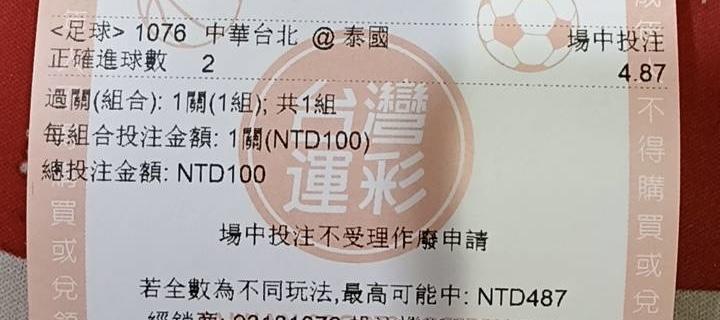 <足球> 1076 中華台北 @ 泰國 場中投注
正確進球數 2 4.87
過關(組合): 1關(1組); 共1組
每組合投注金額: 1關(NTD100)
總投注金額: NTD100
台灣
運彩
場中投注不受理作廢申請
若全數為不同玩法,最高可能中: NTD487
不得購買或兌
購買或兌領